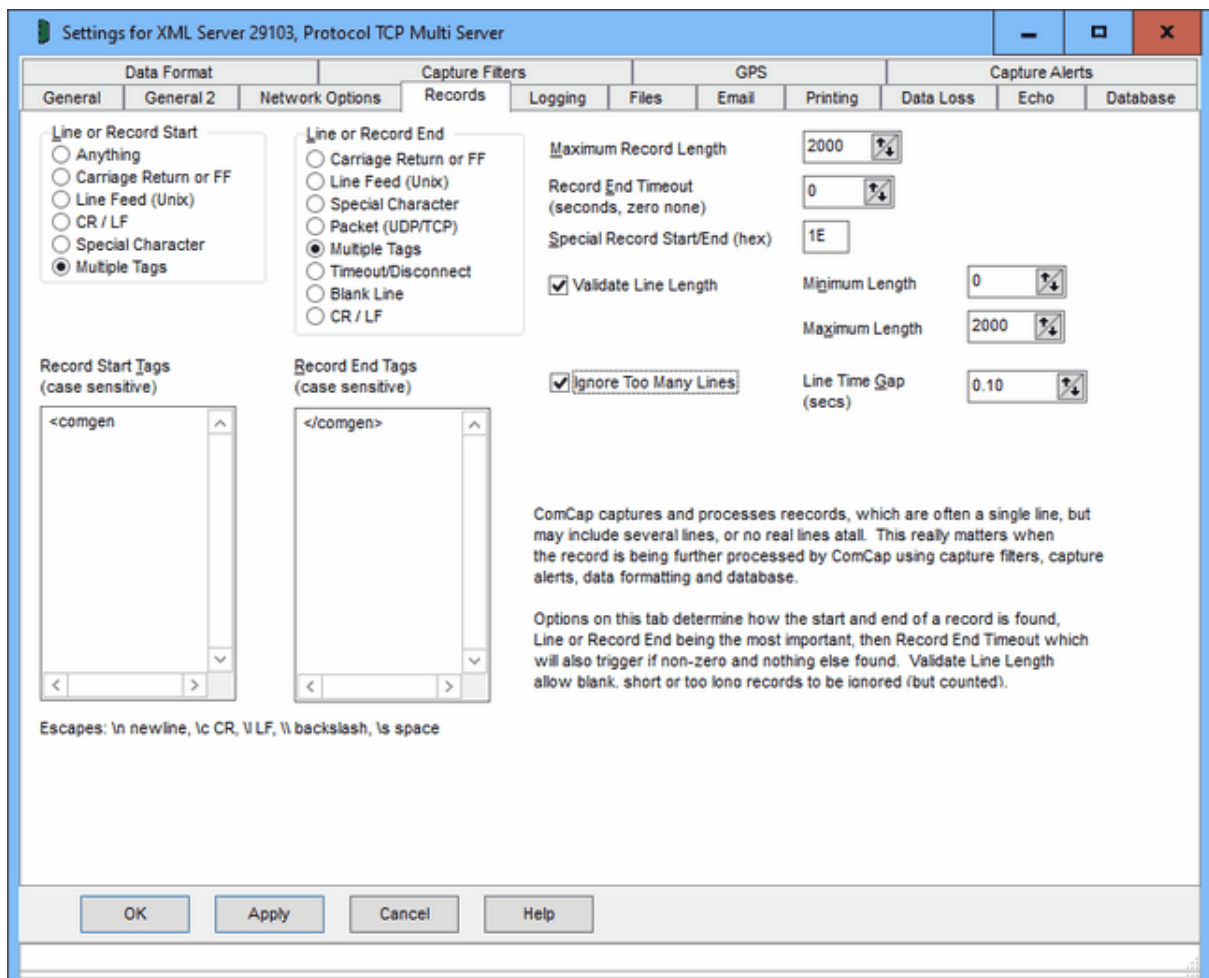 Settings for XML Server 29103, Protocol TCP Multi Server
Data Format
Capture Filters
GPS
Capture Alerts
General
General 2
Network Options
Records
Logging
Files
Email
Printing
Data Loss
Echo
Database
Line or Record Start
Anything
Carriage Return or FF
Line Feed (Unix)
CR / LF
Special Character
Multiple Tags
Line or Record End
Carriage Return or FF
Line Feed (Unix)
Special Character
Packet (UDP/TCP)
Multiple Tags
Timeout/Disconnect
Blank Line
CR / LF
Maximum Record Length
2000
Record End Timeout
(seconds, zero none)
0
Special Record Start/End (hex)
1E
Validate Line Length
Minimum Length
0
Maximum Length
2000
Ignore Too Many Lines
Line Time Gap
(secs)
0.10
Record Start Tags
(case sensitive)
<comgen
Record End Tags
(case sensitive)
</comgen>
ComCap captures and processes reecords, which are often a single line, but
may include several lines, or no real lines atall. This really matters when
the record is being further processed by ComCap using capture filters, capture
alerts, data formatting and database.
Options on this tab determine how the start and end of a record is found,
Line or Record End being the most important, then Record End Timeout which
will also trigger if non-zero and nothing else found. Validate Line Length
allow blank, short or too long records to be ignored (but counted).
Escapes: \n newline, \c CR, \l LF, \\ backslash, \s space
OK
Apply
Cancel
Help